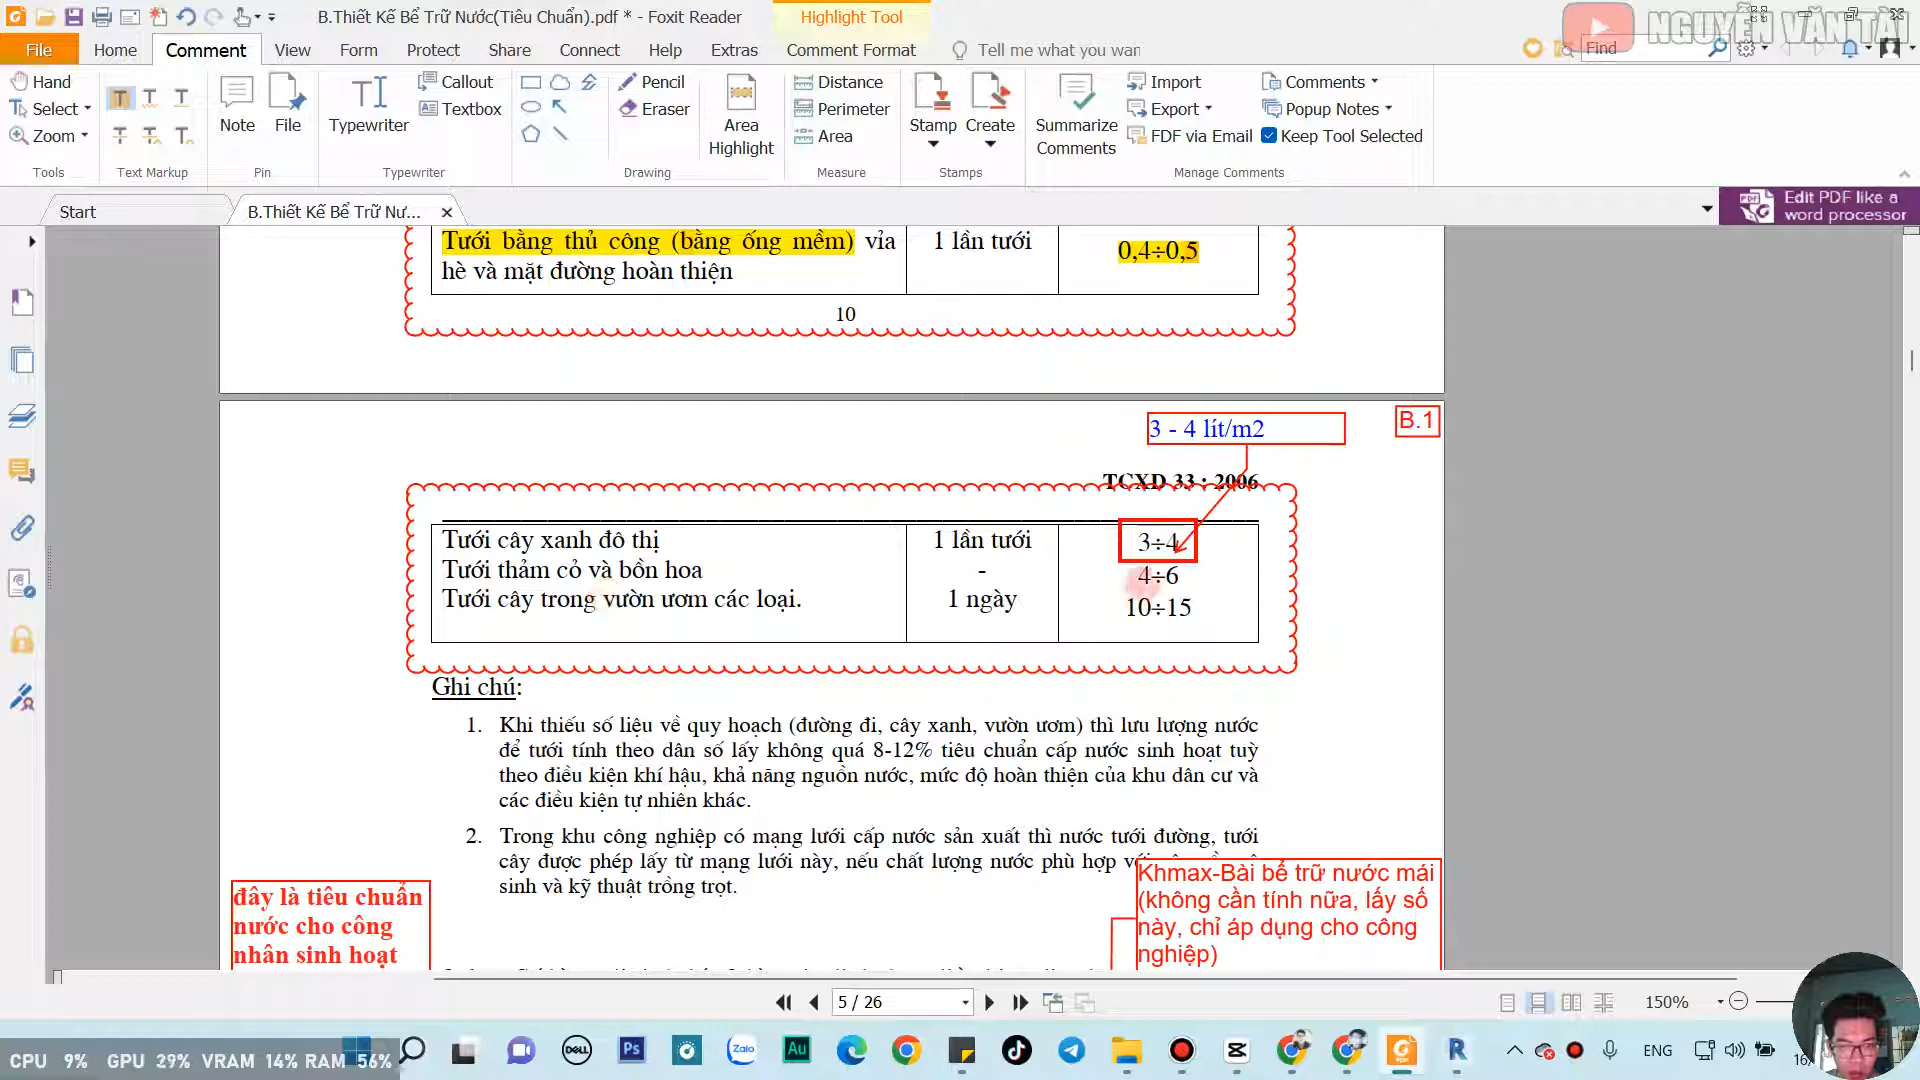 B.Thiết Kế Bể Trữ Nước(Tiêu Chuẩn).pdf * - Foxit Reader
Highlight Tool
NGUYỄN VĂN TÀI
File
Home
Comment
View
Form
Protect
Share
Connect
Help
Extras
Comment Format
Tell me what you want
Find
Hand
Select
Zoom
Tools
Text Markup
Note
File
Pin
Typewriter
Callout
Textbox
Typewriter
Pencil
Eraser
Area
Highlight
Drawing
Distance
Perimeter
Area
Measure
Stamp
Create
Stamps
Summarize
Comments
Import
Export
FDF via Email
Comments
Popup Notes
Keep Tool Selected
Manage Comments
Start
B.Thiết Kế Bể Trữ Nư...
Edit PDF like a
word processor
Tưới bằng thủ công (bằng ống mềm) vỉa
hè và mặt đường hoàn thiện
1 lần tưới
0,4÷0,5
10
3 - 4 lít/m2
B.1
TCXD 33 : 2006
Tưới cây xanh đô thị
1 lần tưới
3÷4
Tưới thảm cỏ và bồn hoa
-
4÷6
Tưới cây trong vườn ươm các loại.
1 ngày
10÷15
Ghi chú:
1. Khi thiếu số liệu về quy hoạch (đường đi, cây xanh, vườn ươm) thì lưu lượng nước
để tưới tính theo dân số lấy không quá 8-12% tiêu chuẩn cấp nước sinh hoạt tuỳ
theo điều kiện khí hậu, khả năng nguồn nước, mức độ hoàn thiện của khu dân cư và
các điều kiện tự nhiên khác.
2. Trong khu công nghiệp có mạng lưới cấp nước sản xuất thì nước tưới đường, tưới
cây được phép lấy từ mạng lưới này, nếu chất lượng nước phù hợp
sinh và kỹ thuật trồng trọt.
đây là tiêu chuẩn
nước cho công
nhân sinh hoạt
Khmax-Bài bể trữ nước mái
(không cần tính nữa, lấy số
này, chỉ áp dụng cho công
nghiệp)
5 / 26
150%
CPU 9% GPU 29% VRAM 14% RAM 56%
DELL
Ps
Zalo
Au
R
ENG